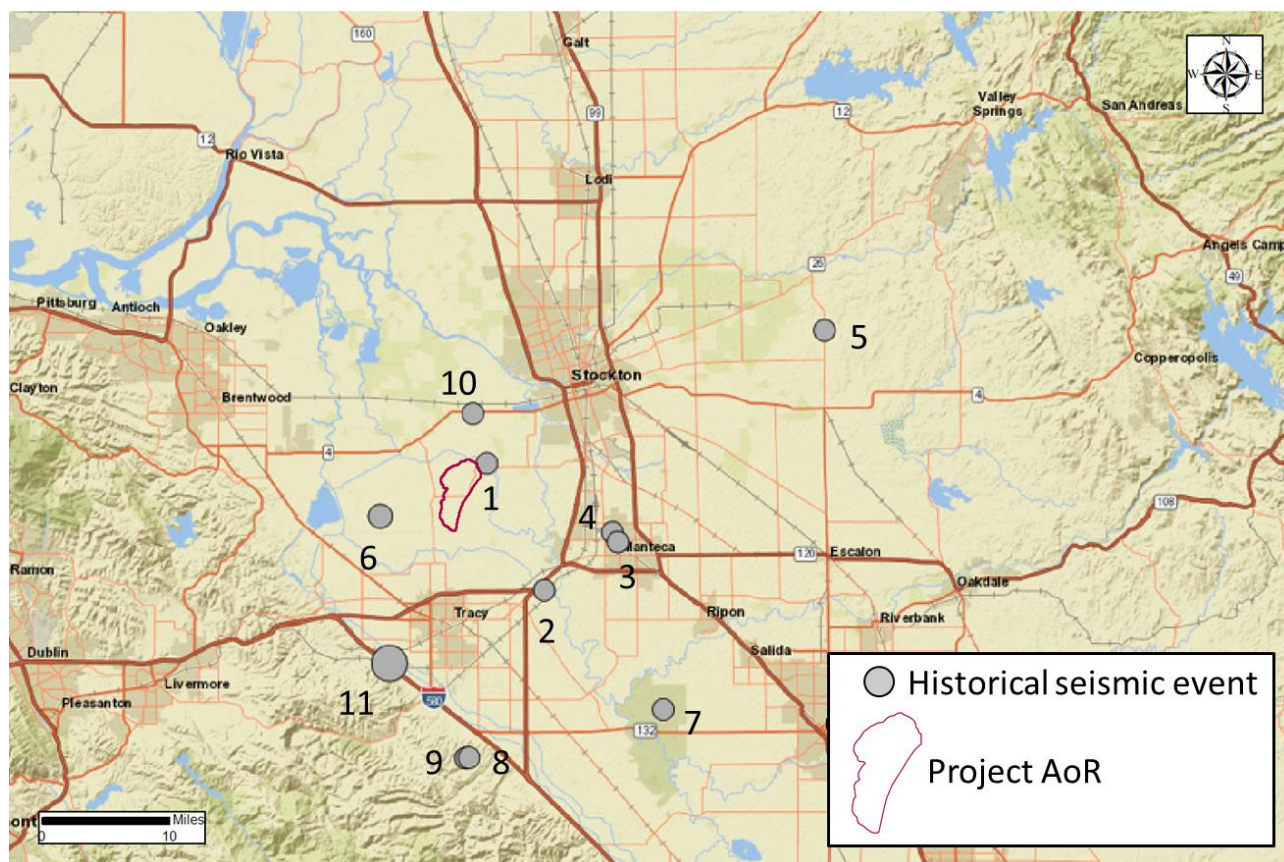 Galt
160
N
W E
S
99
Valley
Springs
San Andreas
12
12
Rio Vista
Lodi
Angels Camp
26
49
Pittsburg
Antioch
Oakley
5
Copperopolis
Stockton
Clayton
Brentwood
10
4
4
1
108
6
4
Manteca
120
Escalon
3
Ramon
Oakdale
Tracy
2
Ripon
Riverbank
Dublin
Salida
Livermore
Pleasanton
11
580
7
132
9
8
Historical seismic event
Project AoR
Miles
0
10